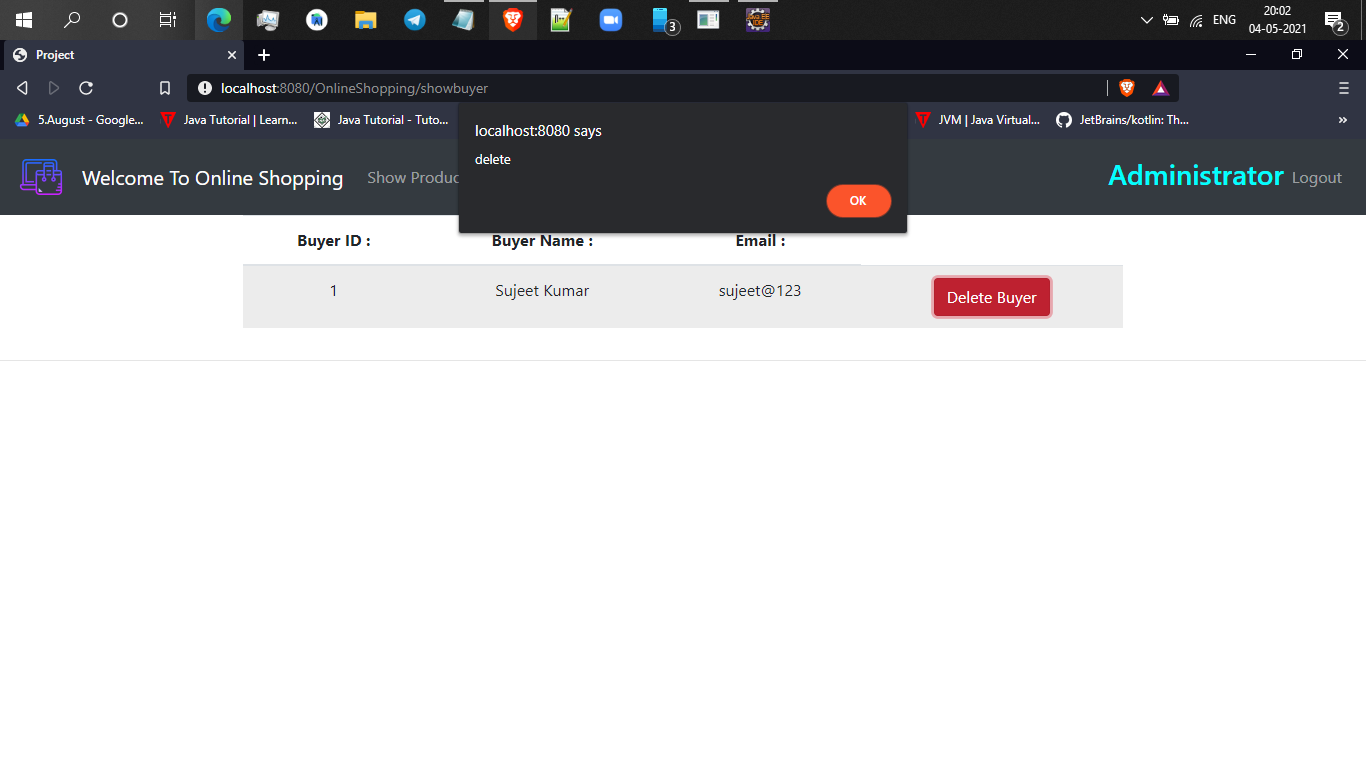 3
ENG
20:02
04-05-2021
2
Project
localhost:8080/OnlineShopping/showbuyer
5.August - Google...
Java Tutorial | Learn...
Java Tutorial - Tuto...
JVM | Java Virtual...
JetBrains/kotlin: Th...
»
localhost:8080 says
delete
OK
Welcome To Online Shopping
Show Produc
Administrator
Logout
Buyer ID :
Buyer Name :
Email :
1
Sujeet Kumar
sujeet@123
Delete Buyer